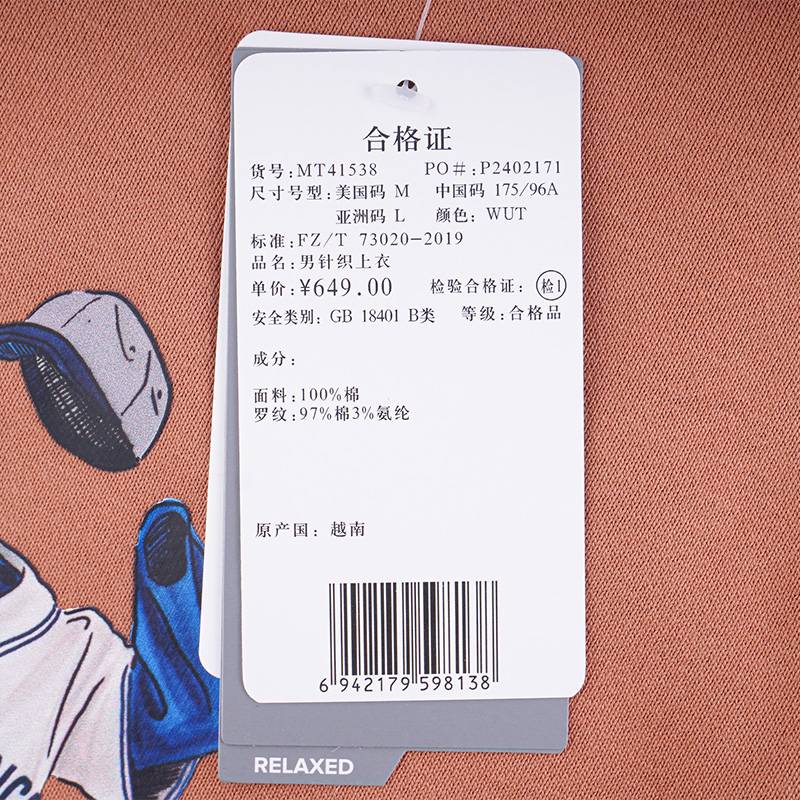 合格证
货号:MT41538 PO#:P2402171
尺寸号型:美国码 M 中国码 175/96A
亚洲码 L 颜色: WUT
标准:FZ/T 73020-2019
品名:男针织上衣
单价:¥649.00 检验合格证: 检1
安全类别: GB 18401 B类 等级:合格品
成分:
面料:100%棉
罗纹:97%棉3%氨纶
原产国: 越南
6 942179 598138
RELAXED